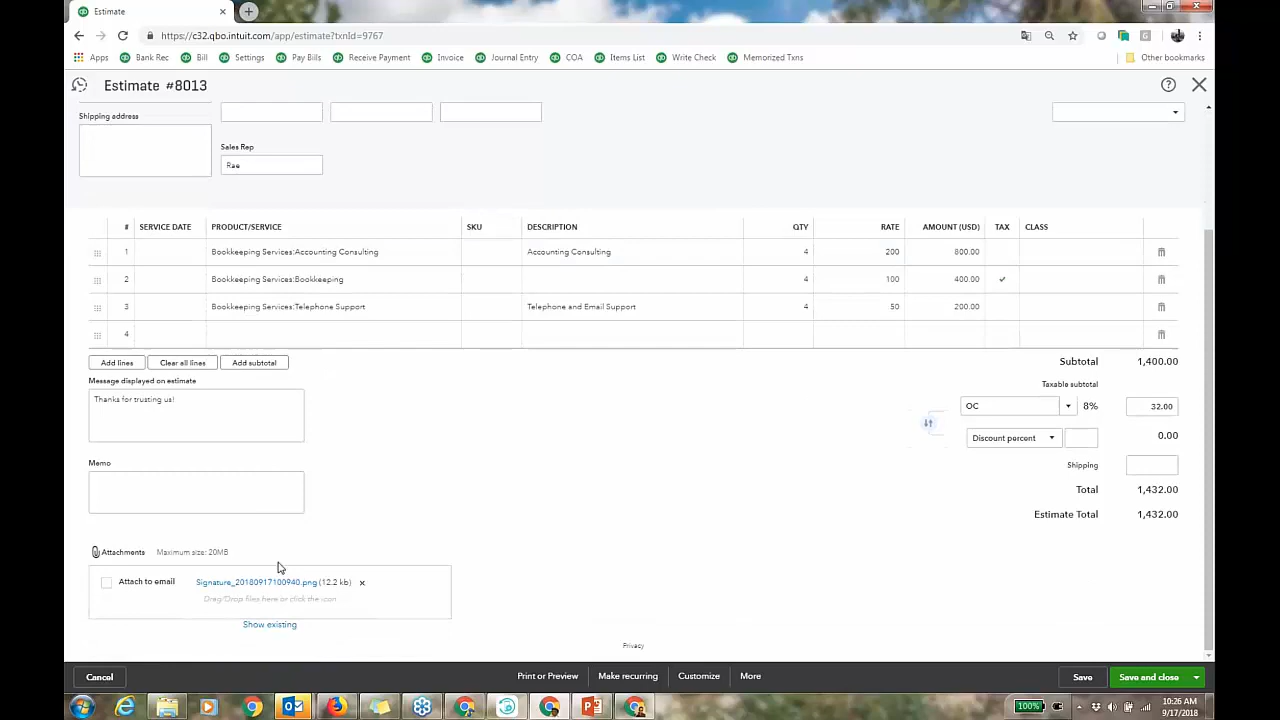 Estimate
https://c32.qbo.intuit.com/app/estimate?txnId=9767
Apps Bank Rec Bill Settings Pay Bills Receive Payment Invoice Journal Entry COA Items List Write Check Memorized Txns Other bookmarks
Estimate #8013
Shipping address
Sales Rep
Rae
# SERVICE DATE PRODUCT/SERVICE SKU DESCRIPTION QTY RATE AMOUNT (USD) TAX CLASS
1 Bookkeeping Services:Accounting Consulting Accounting Consulting 4 200 800.00
2 Bookkeeping Services:Bookkeeping 4 100 400.00 ✓
3 Bookkeeping Services:Telephone Support Telephone and Email Support 4 50 200.00
4
Add lines Clear all lines Add subtotal Subtotal 1,400.00
Message displayed on estimate Taxable subtotal
Thanks for trusting us!
OC 8% 32.00
Discount percent 0.00
Memo Shipping
Total 1,432.00
Estimate Total 1,432.00
Attachments Maximum size: 20MB
Attach to email Signature_20180917100940.png (12.2 kb) ×
Drag/Drop files here or click the icon
Show existing
Privacy
Cancel Print or Preview Make recurring Customize More Save Save and close
100% 10:26 AM
9/17/2018